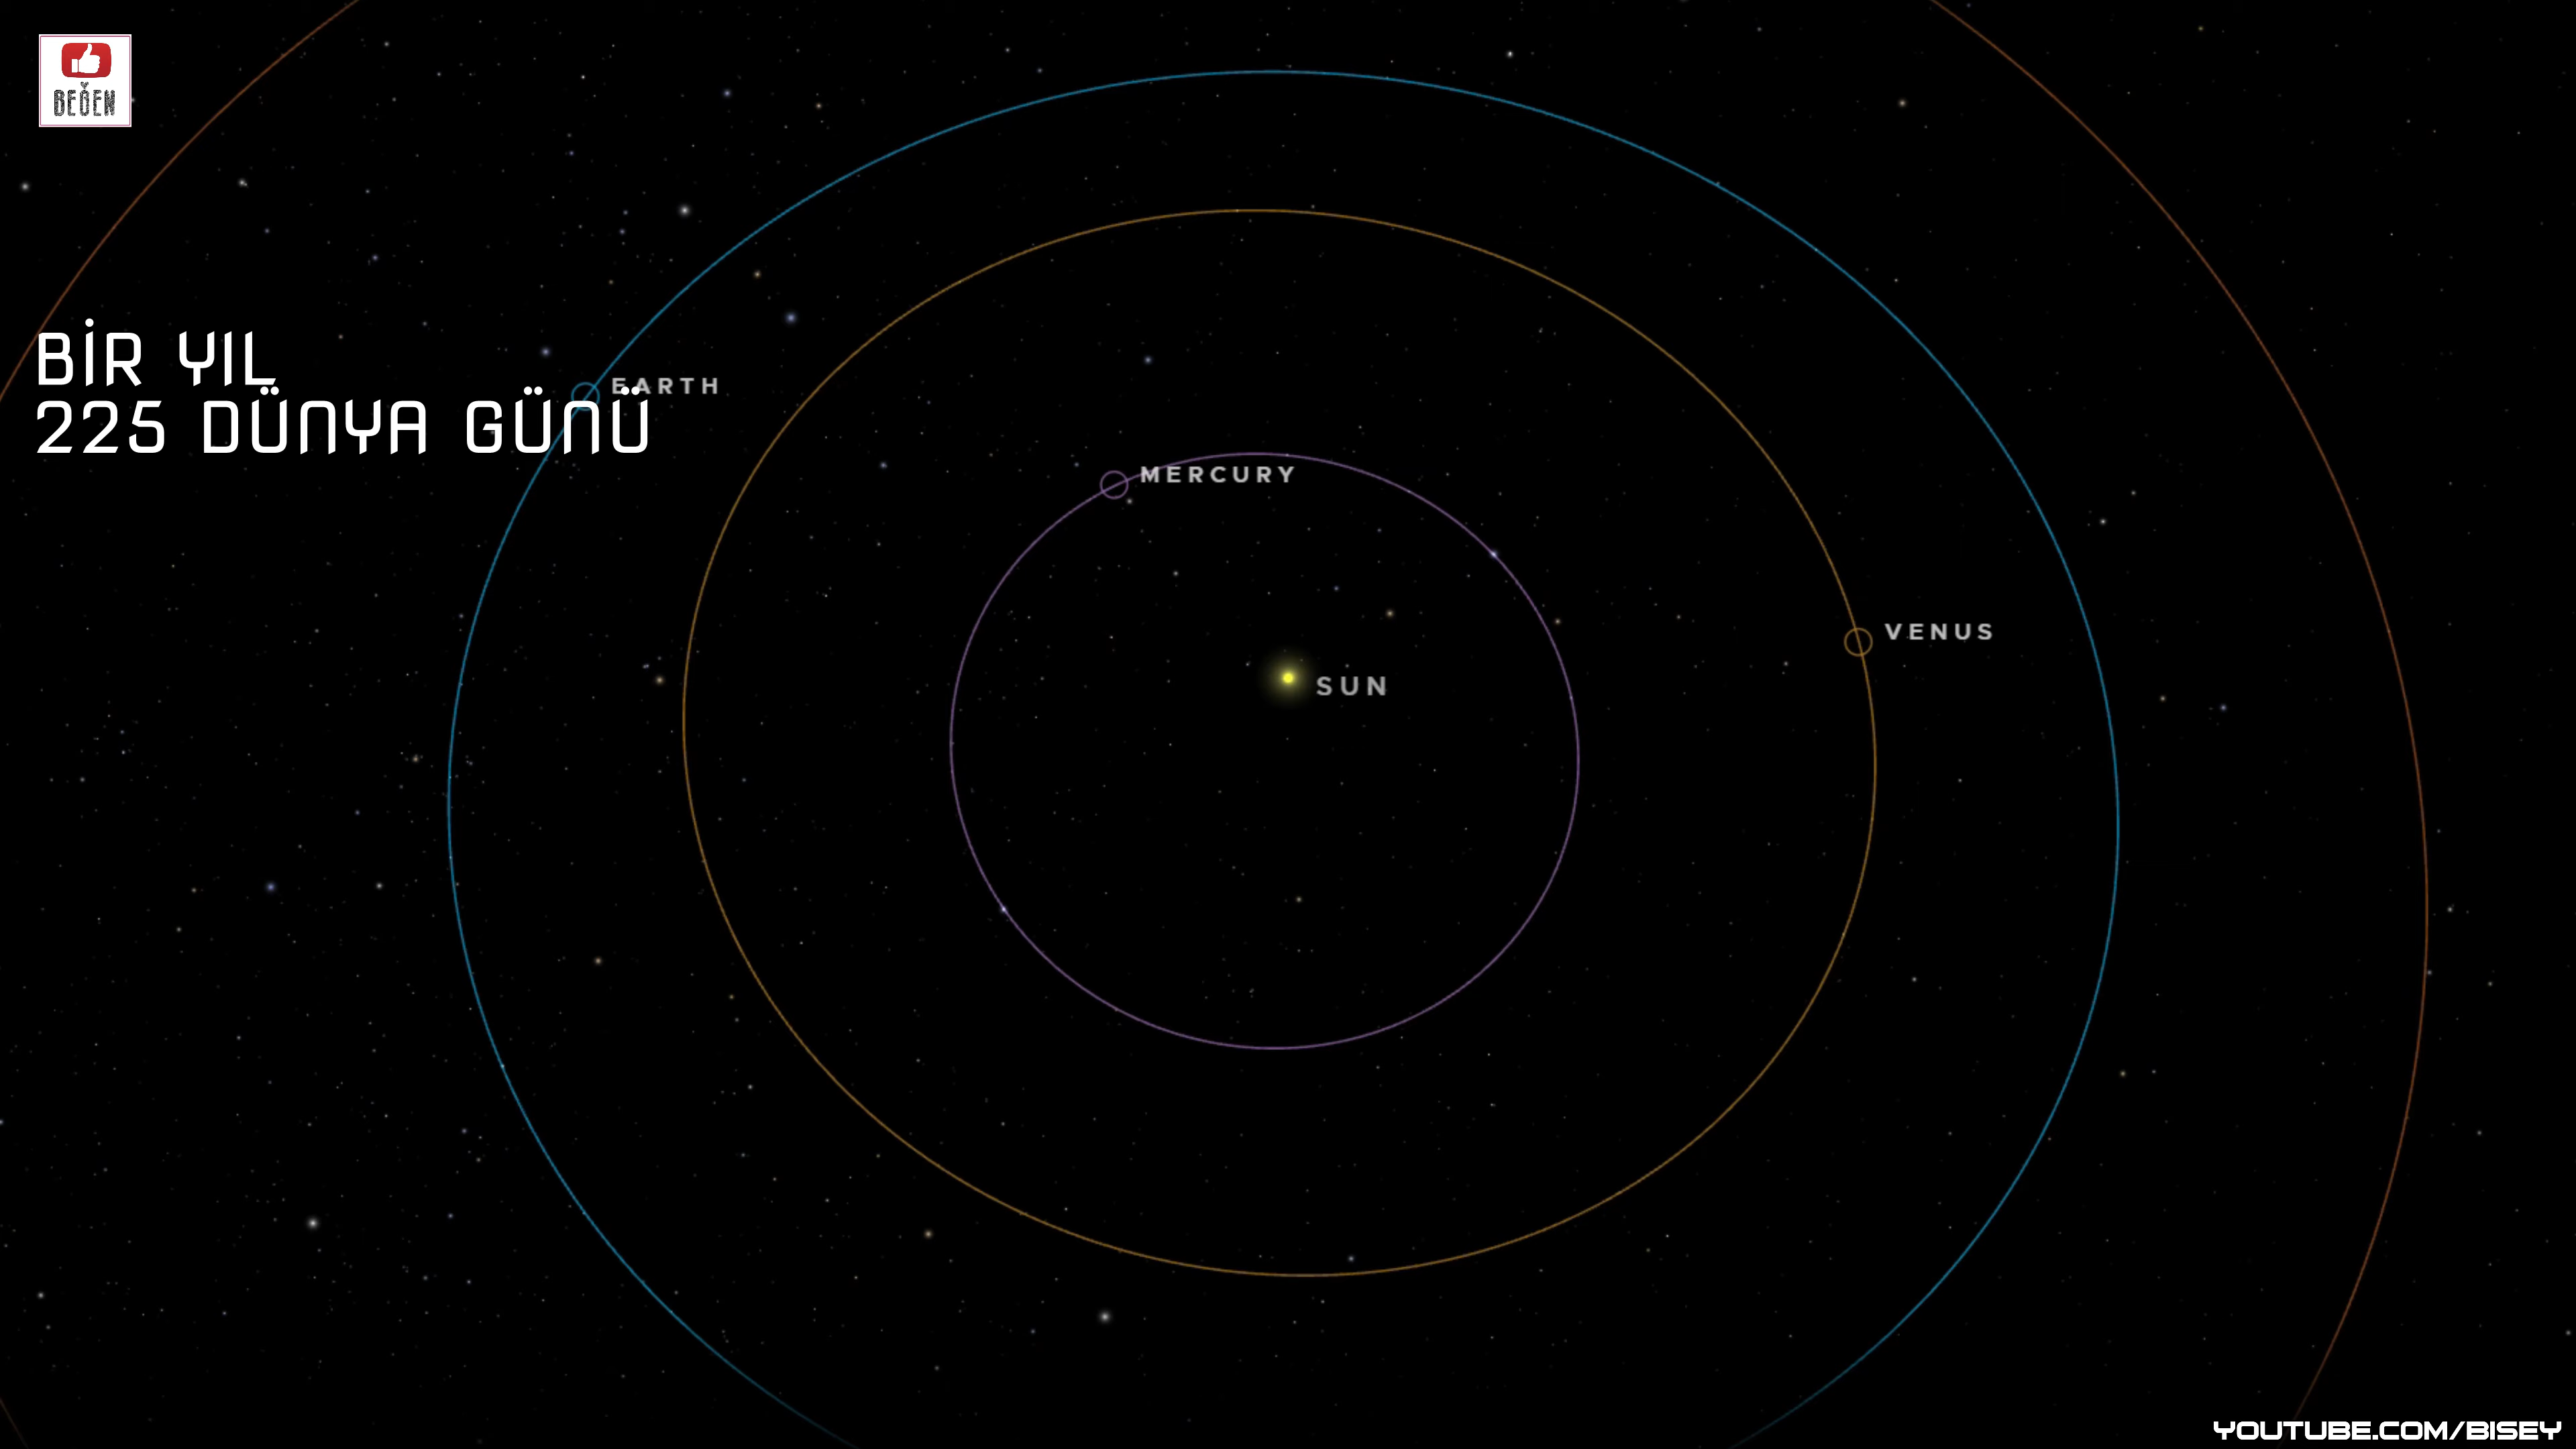 BEĞEN
BİR YIL
225 DÜNYA GÜNÜ
EARTH
MERCURY
VENUS
SUN
YOUTUBE.COM/BISEY